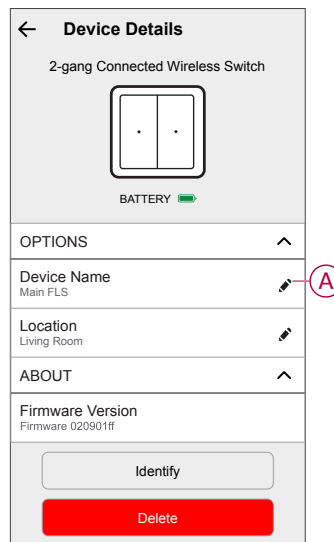 Device Details
2-gang Connected Wireless Switch
BATTERY
OPTIONS
Device Name
Main FLS
A
Location
Living Room
ABOUT
Firmware Version
Firmware 020901ff
Identify
Delete